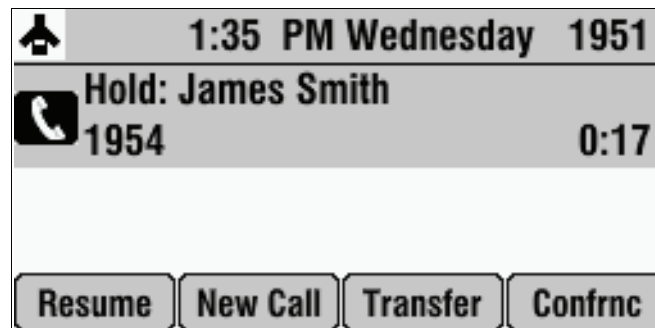 1:35 PM Wednesday 1951
Hold: James Smith
1954 0:17
Resume New Call Transfer Confrnc